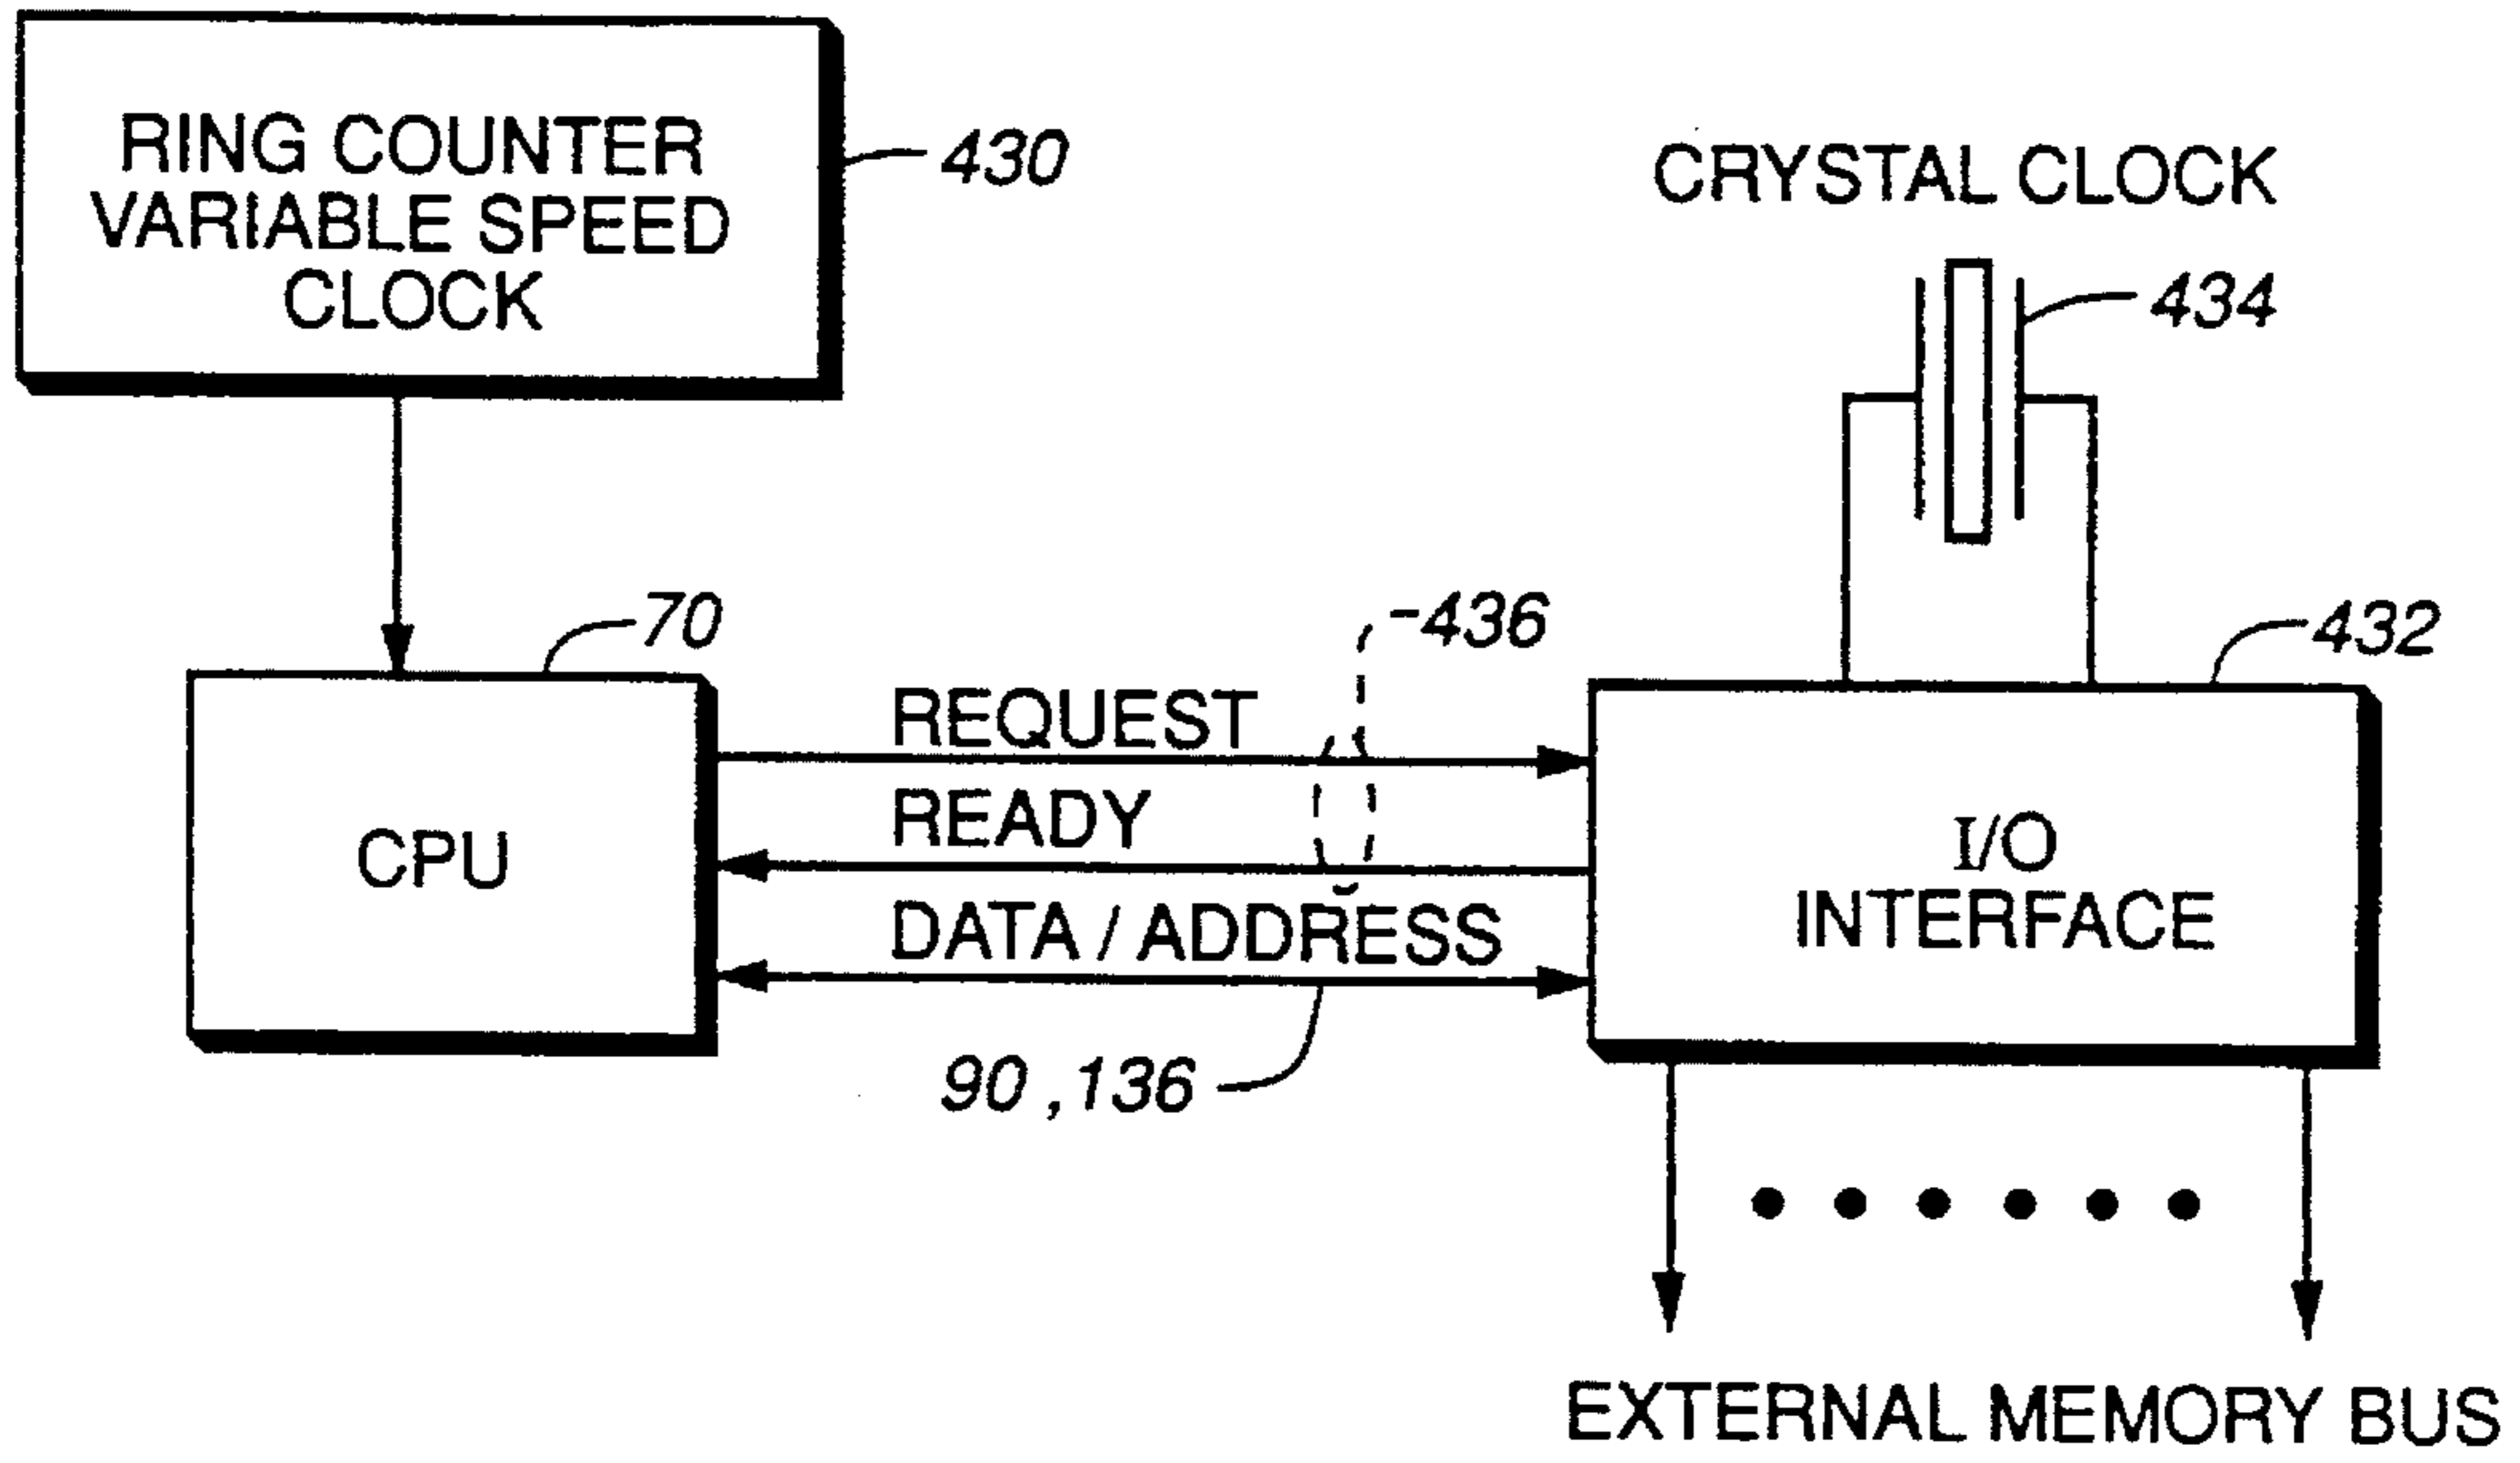 RING COUNTER
VARIABLE SPEED
CLOCK
430
CRYSTAL CLOCK
434
70
-436
432
REQUEST
READY
DATA / ADDRESS
CPU
I/O
INTERFACE
90 , 136
EXTERNAL MEMORY BUS